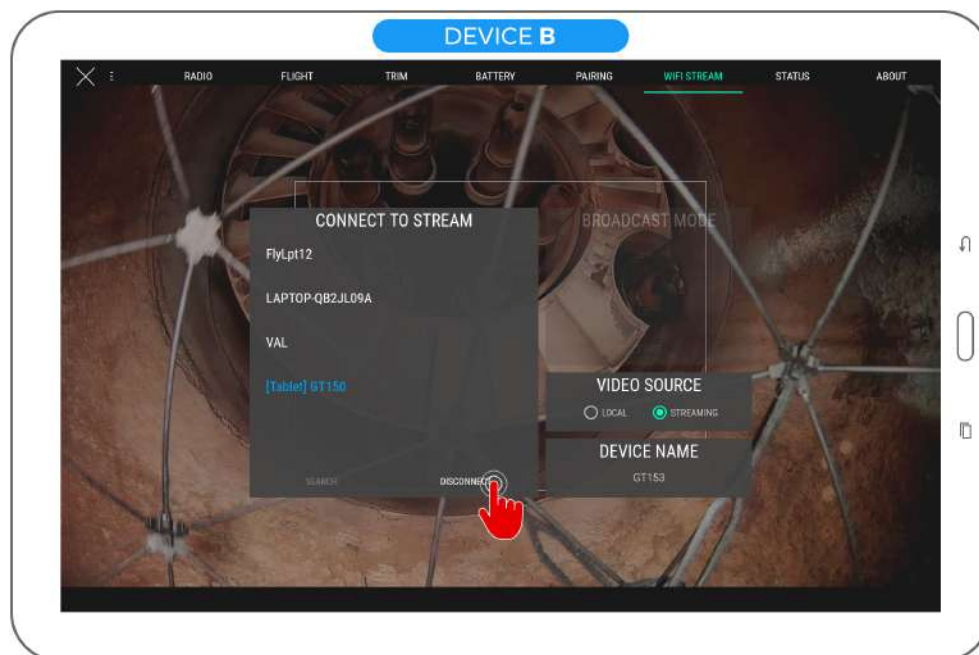 DEVICE B
RADIO FLIGHT TRIM BATTERY PAIRING WIFI STREAM STATUS ABOUT
CONNECT TO STREAM
FlyLpt12
LAPTOP-QB2JL09A
VAL
[Tablet] GT150
SEARCH DISCONNECT
BROADCAST MODE
VIDEO SOURCE
LOCAL STREAMING
DEVICE NAME
GT153